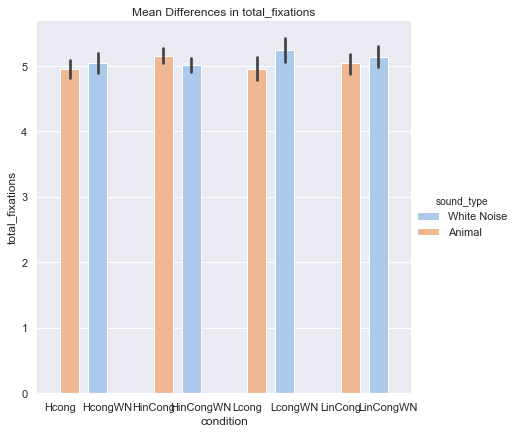 Mean Differences in total_fixations
total_fixations
5
4
3
2
1
0
Hcong HcongWN HinCong HinCongWN Lcong LcongWN LinCong LinCongWN
condition
sound_type
White Noise
Animal